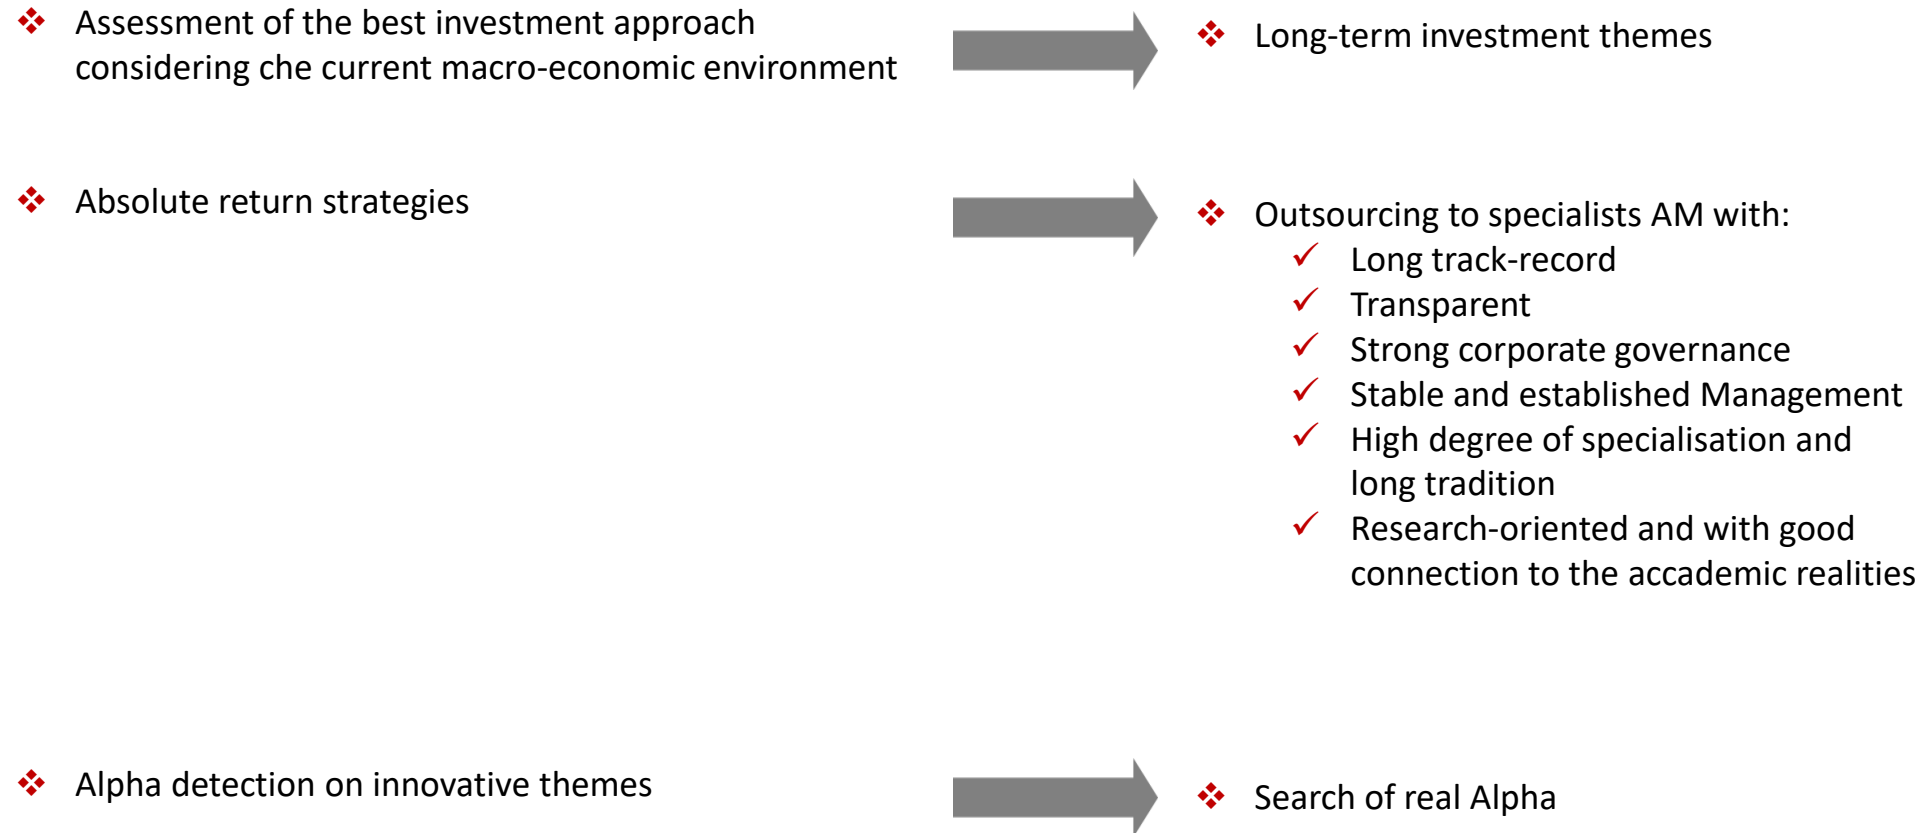 Assessment of the best investment approach
considering che current macro-economic environment
Long-term investment themes
Absolute return strategies
Outsourcing to specialists AM with:
Long track-record
Transparent
Strong corporate governance
Stable and established Management
High degree of specialisation and
long tradition
Research-oriented and with good
connection to the accademic realities
Alpha detection on innovative themes
Search of real Alpha